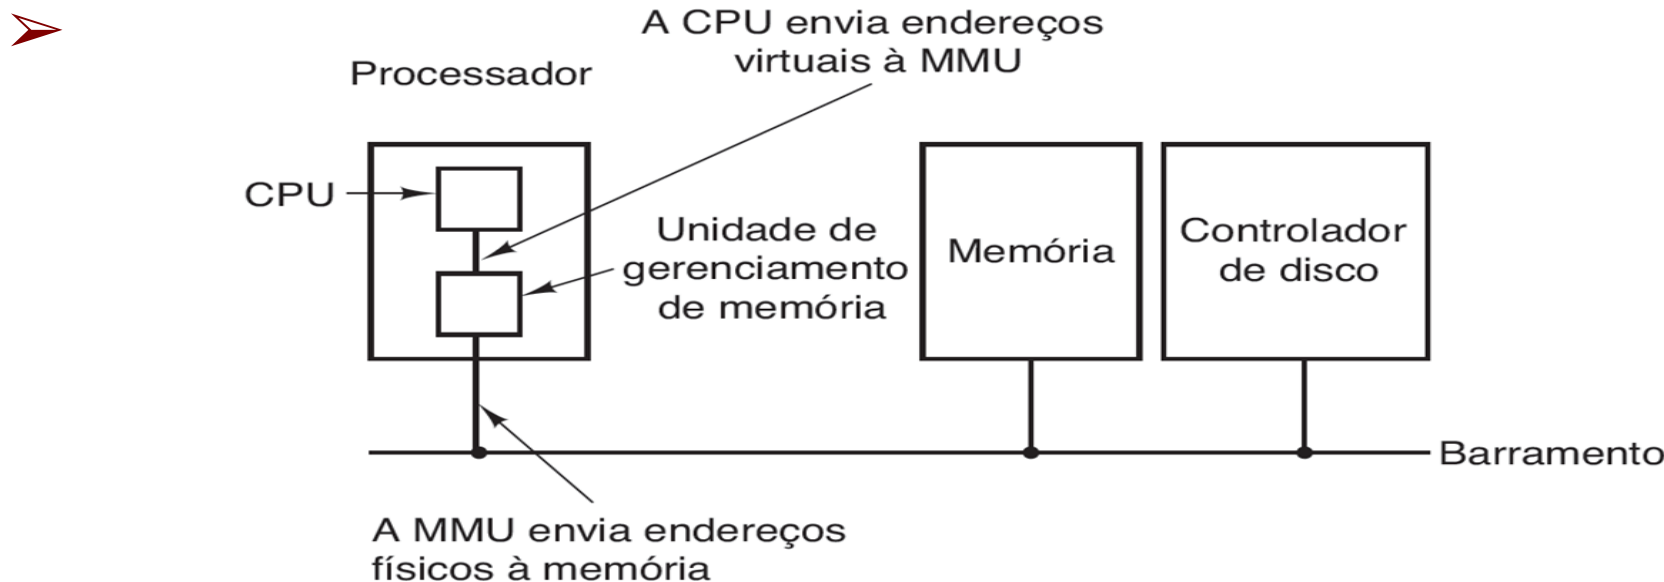 A CPU envia endereços
virtuais à MMU
Processador
CPU
Unidade de
gerenciamento
de memória
Memória
Controlador
de disco
Barramento
A MMU envia endereços
físicos à memória